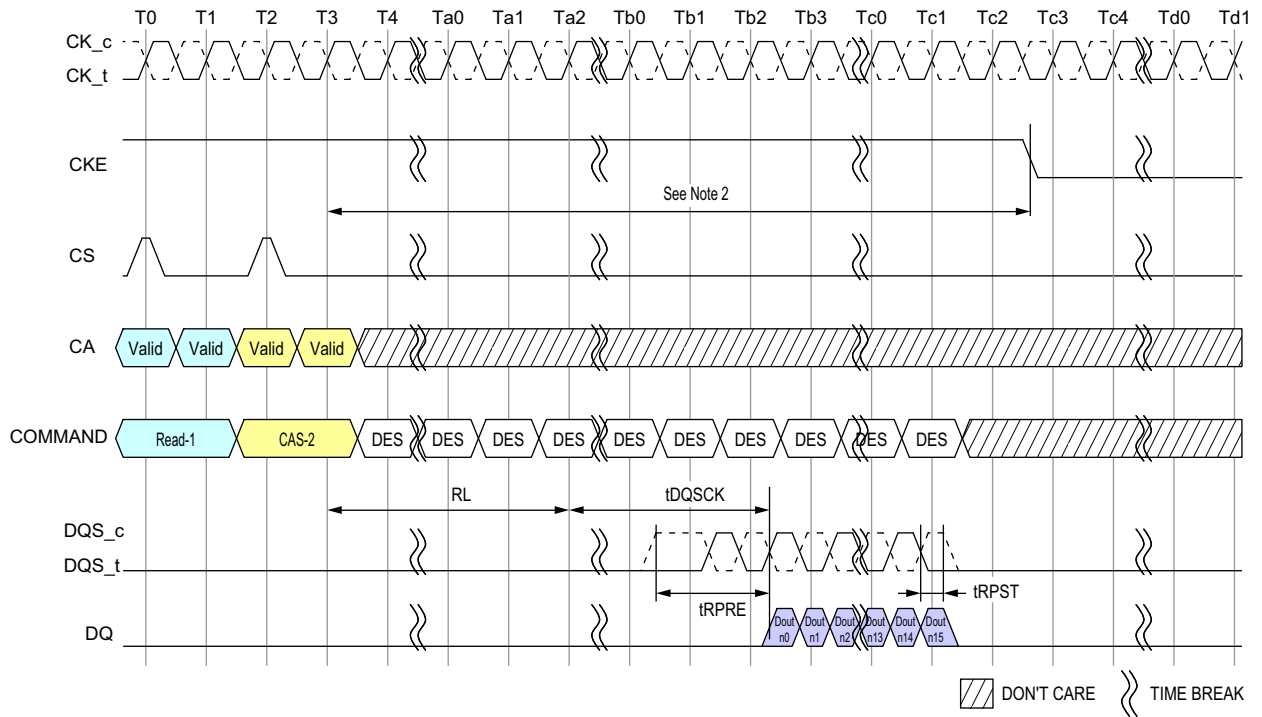 T0 T1 T2 T3 T4 Ta0 Ta1 Ta2 Tb0 Tb1 Tb2 Tb3 Tc0 Tc1 Tc2 Tc3 Tc4 Td0 Td1
CK_c
CK_t
CKE
See Note 2
CS
CA Valid Valid Valid Valid
COMMAND Read-1 CAS-2 DES DES DES DES DES DES DES DES DES DES
RL tDQSCK
DQS_c
DQS_t
tRPRE tRPST
DQ Dout n0 Dout n1 Dout n2 Dout n13 Dout n14 Dout n15
DON'T CARE TIME BREAK